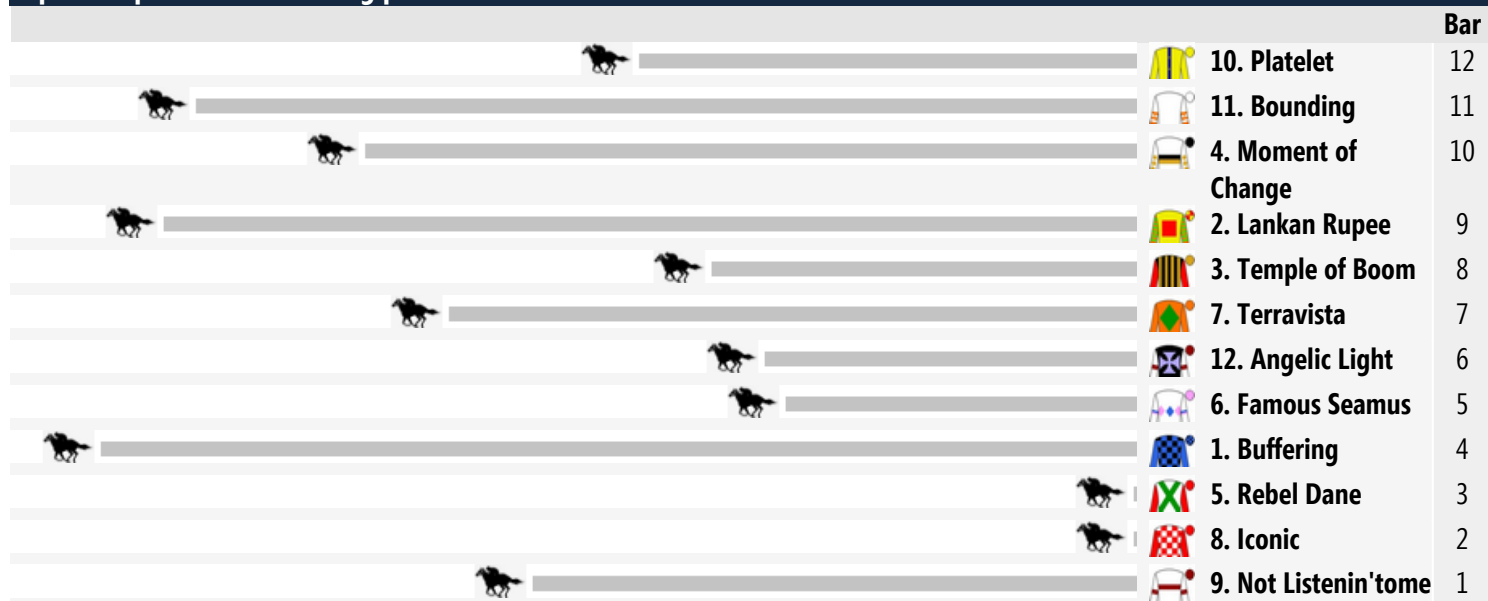 Bar
10. Platelet 12
11. Bounding 11
4. Moment of 10
Change
2. Lankan Rupee 9
3. Temple of Boom 8
7. Terravista 7
12. Angelic Light 6
6. Famous Seamus 5
1. Buffering 4
5. Rebel Dane 3
8. Iconic 2
9. Not Listenin'tome 1